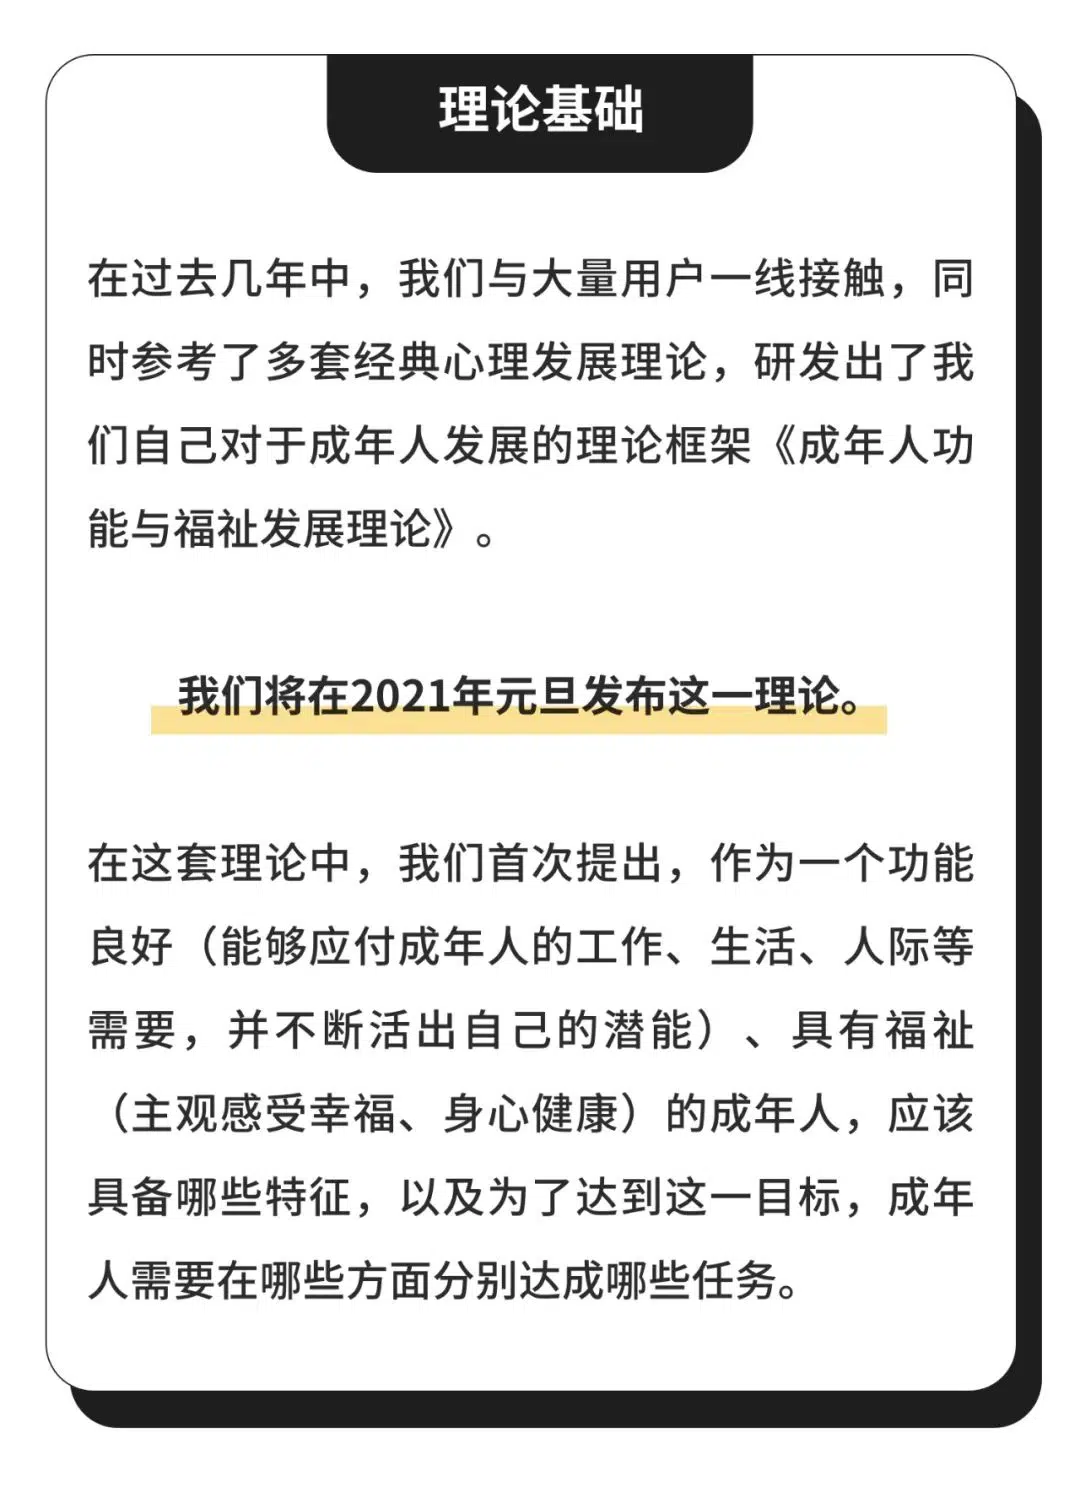 理论基础
在过去几年中，我们与大量用户一线接触，同
时参考了多套经典心理发展理论，研发出了我
们自己对于成年人发展的理论框架《成年人功
能与福祉发展理论》。
我们将在2021年元旦发布这一理论。
在这套理论中，我们首次提出，作为一个功能
良好（能够应付成年人的工作、生活、人际等
需要，并不断活出自己的潜能）、具有福祉
（主观感受幸福、身心健康）的成年人，应该
具备哪些特征，以及为了达到这一目标，成年
人需要在哪些方面分别达成哪些任务。